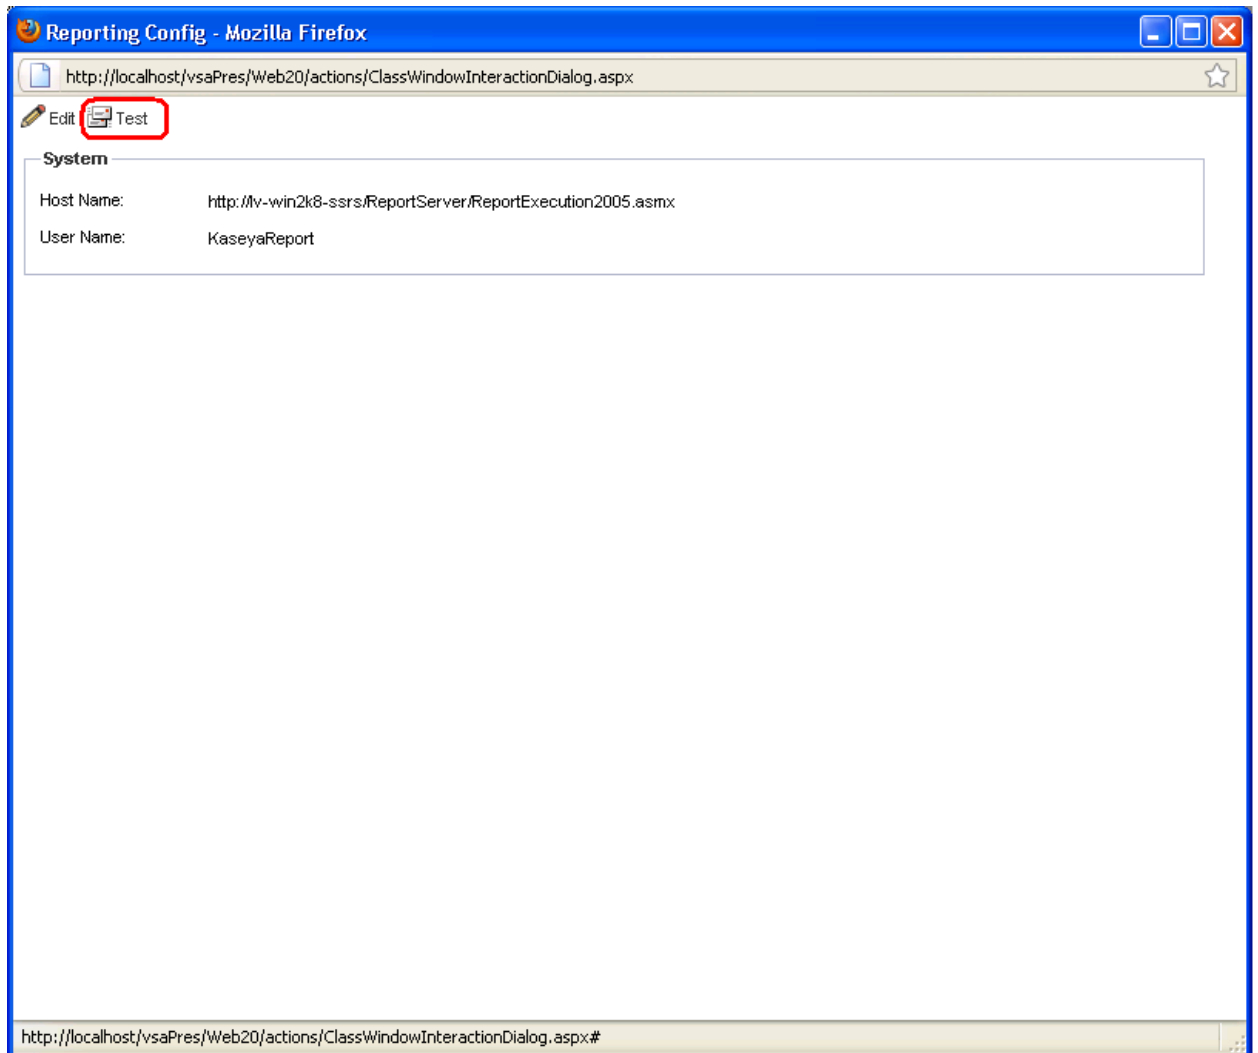 Reporting Config - Mozilla Firefox
http://localhost/vsaPres/Web20/actions/ClassWindowInteractionDialog.aspx
Edit Test
System
Host Name: http://lv-win2k8-ssrs/ReportServer/ReportExecution2005.asmx
User Name: KaseyaReport
http://localhost/vsaPres/Web20/actions/ClassWindowInteractionDialog.aspx#